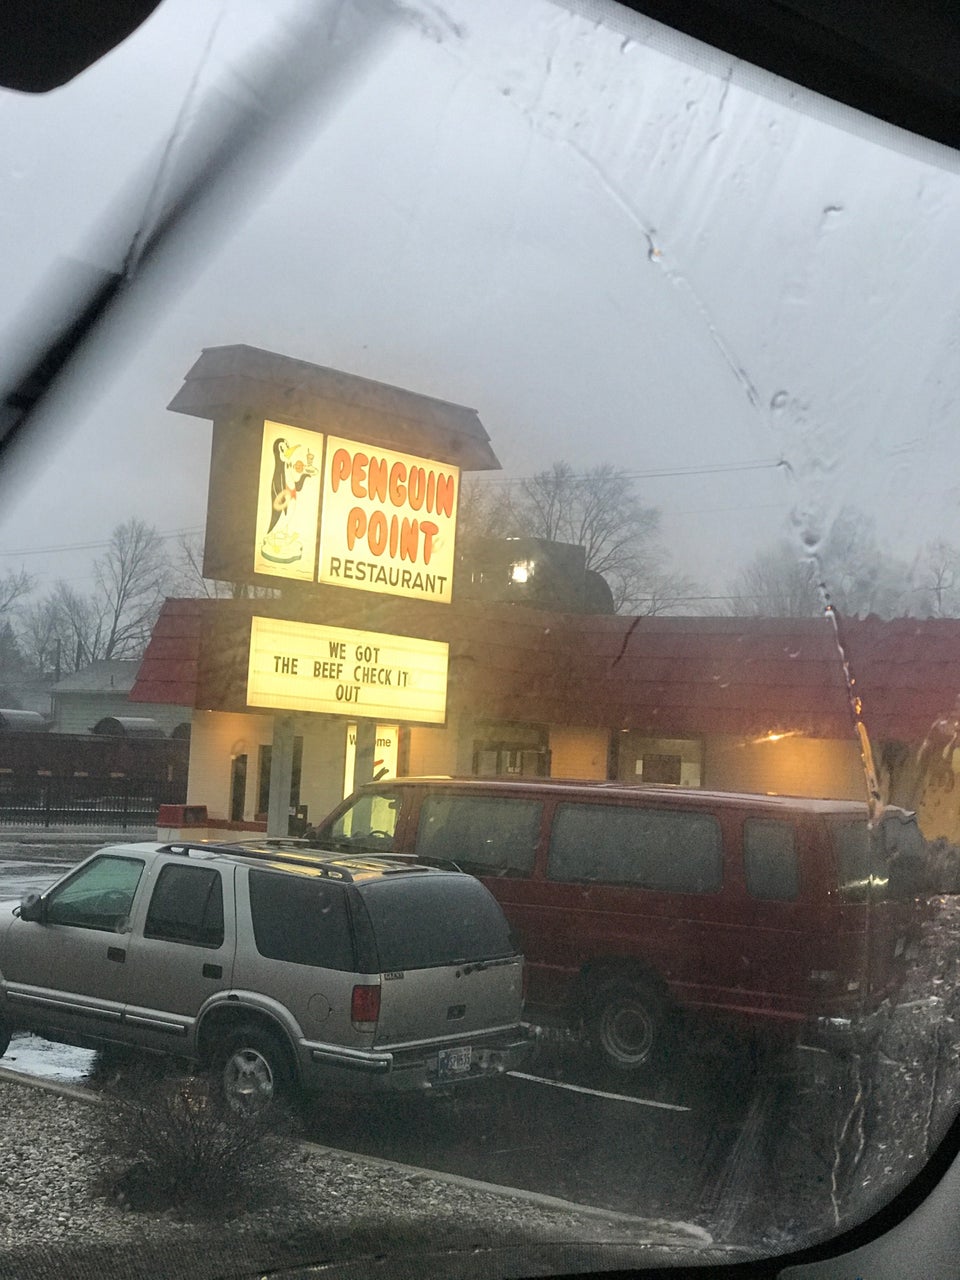 PENGUIN
POINT
RESTAURANT
WE GOT
THE BEEF CHECK IT
OUT